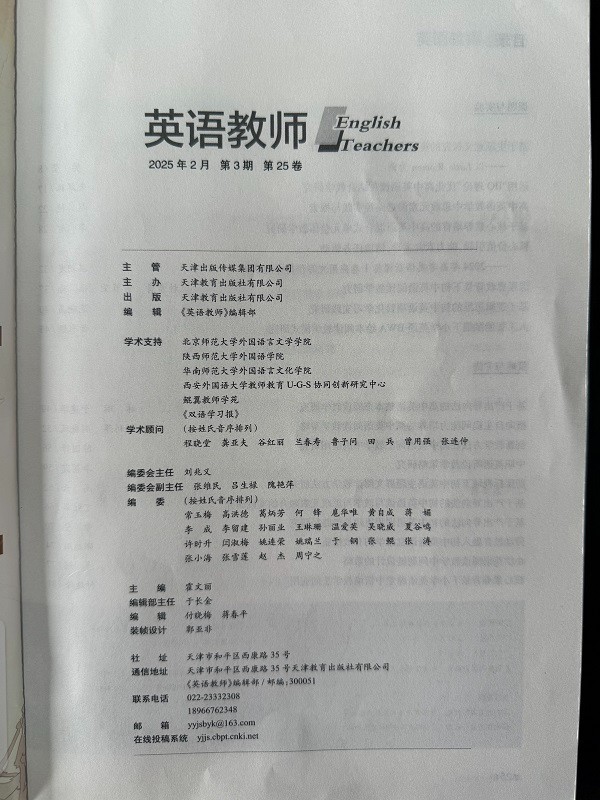 英语教师 English Teachers
2025年2月 第3期 第25卷
主 管 天津出版传媒集团有限公司
主 办 天津教育出版社有限公司
出 版 天津教育出版社有限公司
编 辑 《英语教师》编辑部
学术支持 北京师范大学外国语言文学学院
陕西师范大学外国语学院
华南师范大学外国语言文化学院
西安外国语大学教师教育U-G-S协同创新研究中心
鲲翼教师学苑
《双语学习报》
学术顾问 (按姓氏音序排列)
程晓堂 龚亚夫 谷红丽 兰春寿 鲁子问 田 兵 曾用强 张连仲
编委会主任 刘兆义
编委会副主任 张维民 吕生禄 隗艳萍
编 委 (按姓氏音序排列)
常玉梅 高洪德 葛炳芳 何 锋 扈华唯 黄自成 蒋 媚
李 成 李留建 孙丽业 王琳珊 温爱英 吴晓威 夏谷鸣
许时升 闫淑梅 姚连荣 姚瑞兰 于 钢 张 鲲 张 涛
张小海 张雪莲 赵 杰 周宁之
主 编 霍文丽
编辑部主任 于长金
编 辑 付晓梅 蒋春平
装帧设计 郭亚非
社 址 天津市和平区西康路35号
通信地址 天津市和平区西康路35号天津教育出版社有限公司
《英语教师》编辑部/邮编:300051
联系电话 022-23332308
18966762348
邮 箱 yyjsbyk@163.com
在线投稿系统 yjjs.cbpt.cnki.net